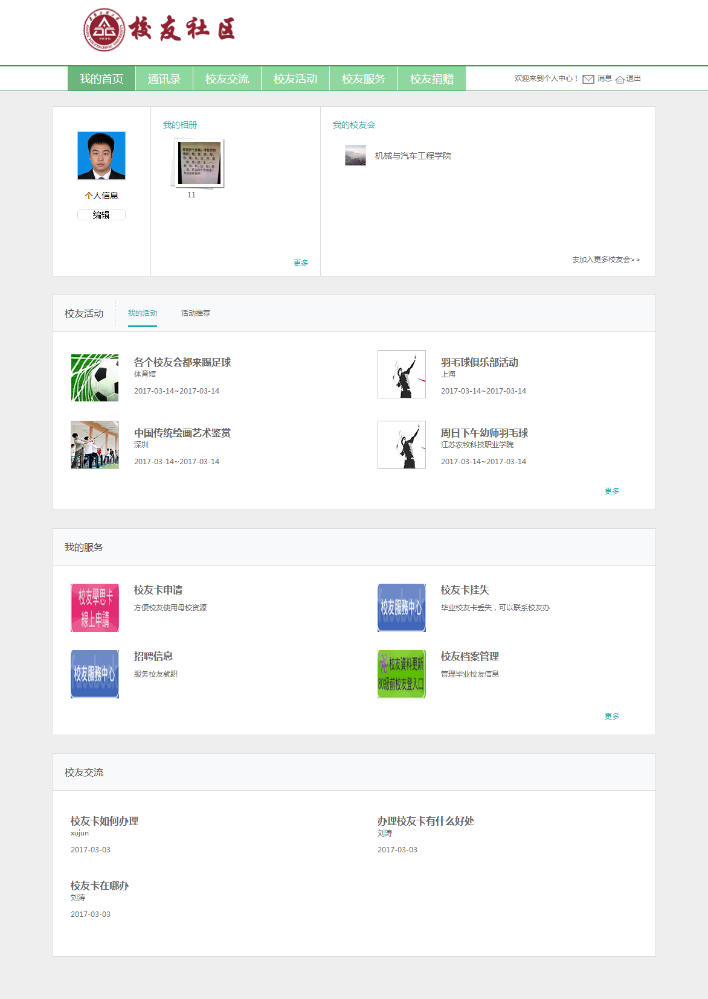 校友社区
ANHUI POLYTECHNIC UNIVERSITY
1935
我的首页 通讯录 校友交流 校友活动 校友服务 校友捐赠 欢迎来到个人中心！ 消息 退出
我的相册
我的校友会
机械与汽车工程学院
个人信息
11
编辑
更多
去加入更多校友会>>
校友活动 我的活动 活动推荐
各个校友会都来踢足球
体育馆
2017-03-14~2017-03-14
羽毛球俱乐部活动
上海
2017-03-14~2017-03-14
中国传统绘画艺术鉴赏
深圳
2017-03-14~2017-03-14
周日下午幼师羽毛球
江苏农牧科技职业学院
2017-03-14~2017-03-14
更多
我的服务
校友學思卡
線上申請
校友卡申请
方便校友使用母校资源
校友服務中心
校友卡挂失
毕业校友卡丢失，可以联系校友办
校友服務中心
招聘信息
服务校友就职
校友資料更新
80級前校友登入口
校友档案管理
管理毕业校友信息
更多
校友交流
校友卡如何办理
xujun
2017-03-03
办理校友卡有什么好处
刘涛
2017-03-03
校友卡在哪办
刘涛
2017-03-03